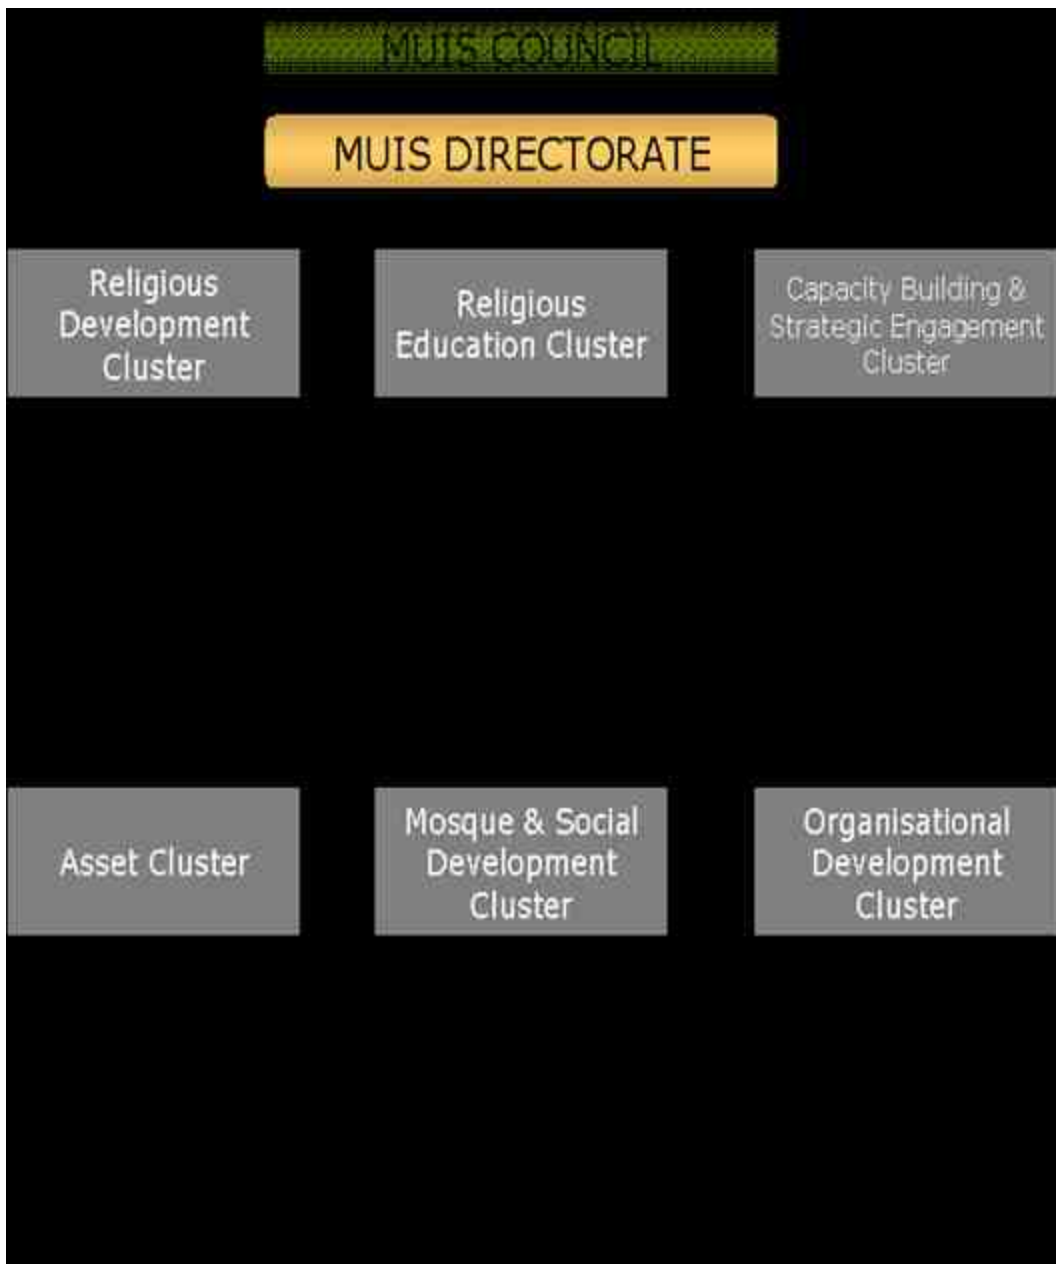 MUIS COUNCIL
MUIS DIRECTORATE
Religious
Development
Cluster
Religious
Education Cluster
Capacity Building &
Strategic Engagement
Cluster
Asset Cluster
Mosque & Social
Development
Cluster
Organisational
Development
Cluster